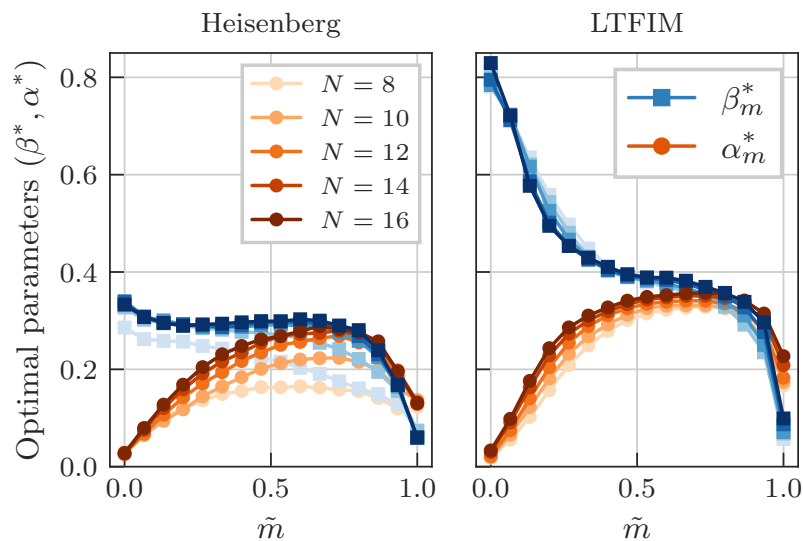 Heisenberg
LTFIM
Optimal parameters (β*, α*)
0.8
0.6
0.4
0.2
0.0
N = 8
N = 10
N = 12
N = 14
N = 16
β*ₘ
α*ₘ
0.0 0.5 1.0
0.0 0.5 1.0
m̃
m̃